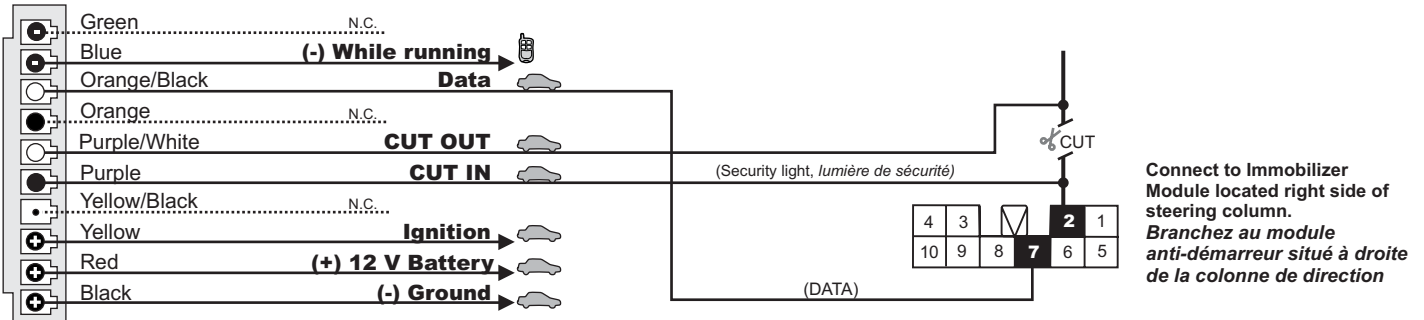 Green N.C.
Blue (-) While running
Orange/Black Data
Orange N.C.
Purple/White CUT OUT
Purple CUT IN
Yellow/Black N.C.
Yellow Ignition
Red (+) 12 V Battery
Black (-) Ground
CUT
(Security light, lumière de sécurité)
4 3 2 1
10 9 8 7 6 5
(DATA)
Connect to Immobilizer
Module located right side of
steering column.
Branchez au module
anti-démarreur situé à droite
de la colonne de direction